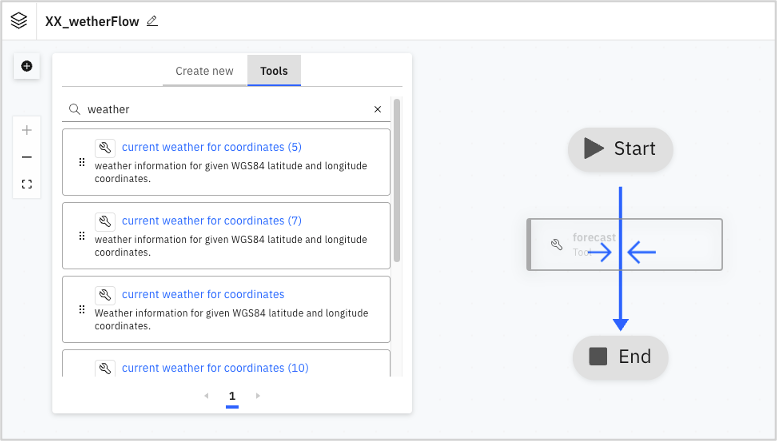 XX_wetherFlow
Create new
Tools
weather
current weather for coordinates (5)
weather information for given WGS84 latitude and longitude
coordinates.
current weather for coordinates (7)
weather information for given WGS84 latitude and longitude
coordinates.
current weather for coordinates
Weather information for given WGS84 latitude and longitude
coordinates.
current weather for coordinates (10)
1
Start
forecast
Tool
End